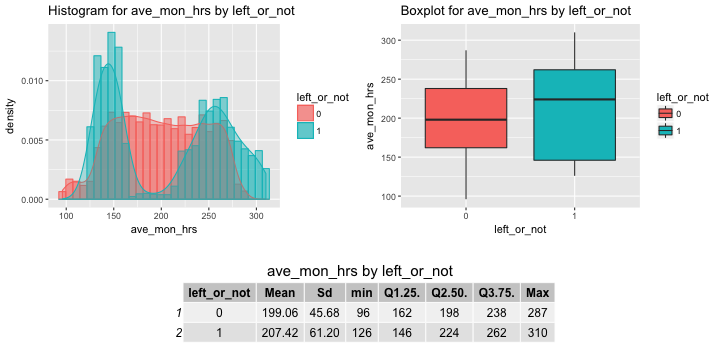 Histogram for ave_mon_hrs by left_or_not
density
0.010
0.005
0.000
100 150 200 250 300
ave_mon_hrs
left_or_not
0
1
Boxplot for ave_mon_hrs by left_or_not
ave_mon_hrs
300
250
200
150
100
0 1
left_or_not
left_or_not
0
1
ave_mon_hrs by left_or_not
left_or_not Mean Sd min Q1.25. Q2.50. Q3.75. Max
1 0 199.06 45.68 96 162 198 238 287
2 1 207.42 61.20 126 146 224 262 310